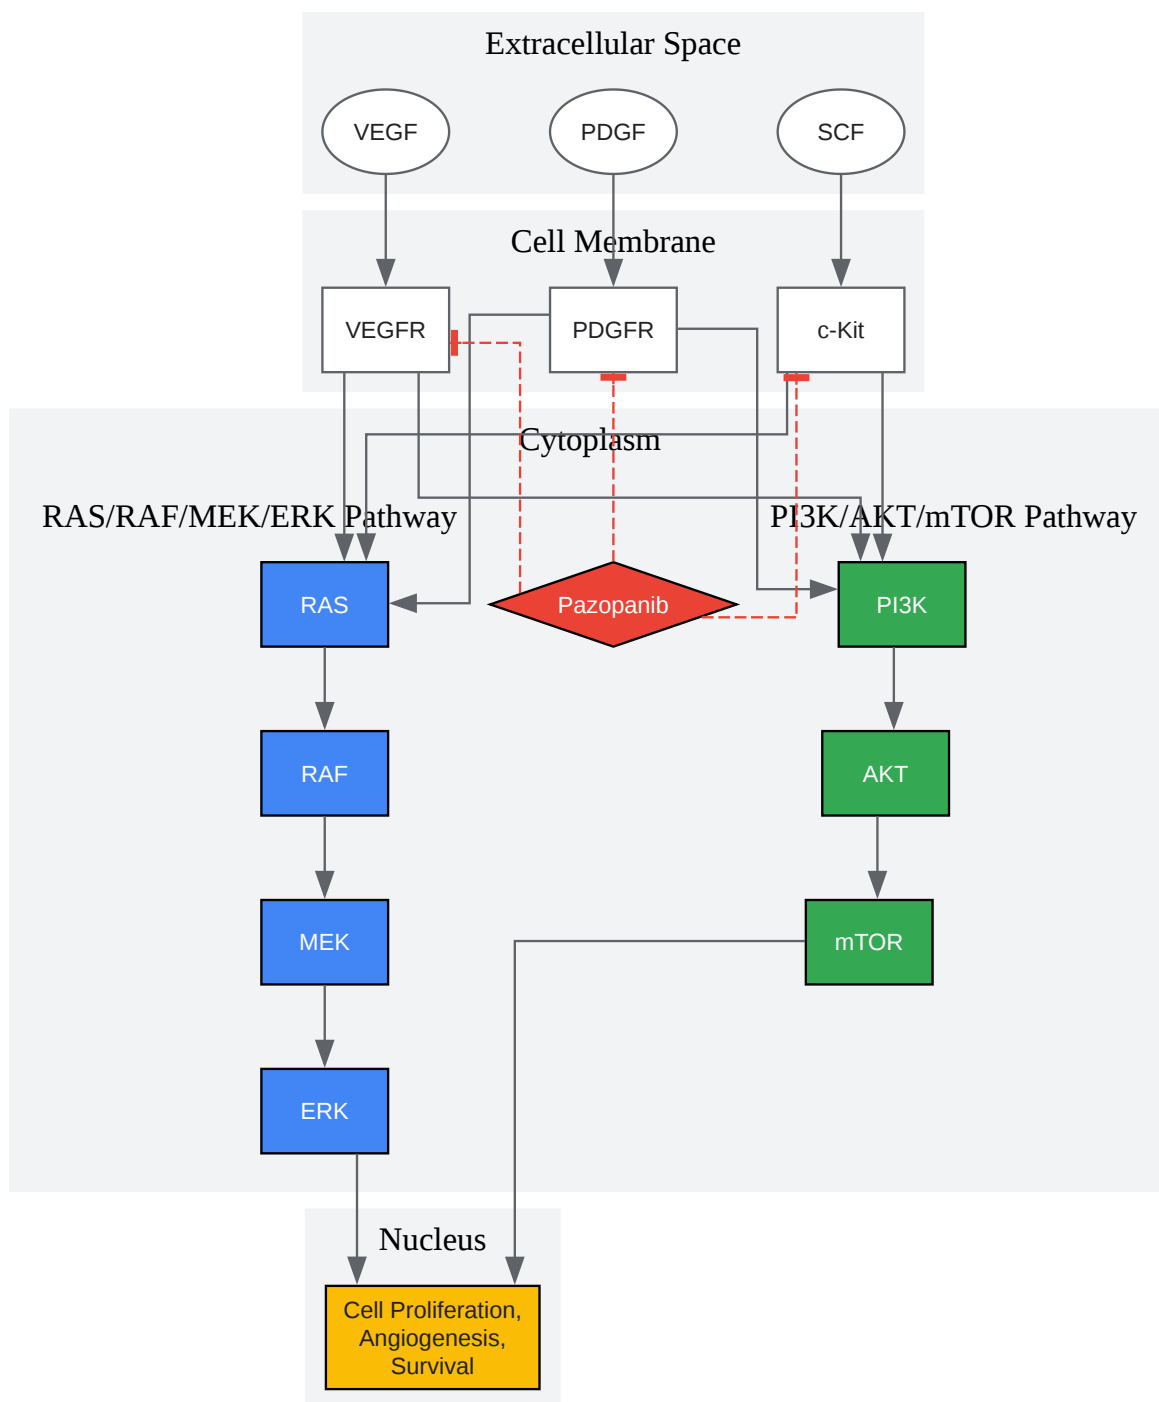 Extracellular Space
VEGF
PDGF
SCF
Cell Membrane
VEGFR
PDGFR
c-Kit
Cytoplasm
RAS/RAF/MEK/ERK Pathway
PI3K/AKT/mTOR Pathway
RAS
Pazopanib
PI3K
RAF
AKT
MEK
mTOR
ERK
Nucleus
Cell Proliferation,
Angiogenesis,
Survival